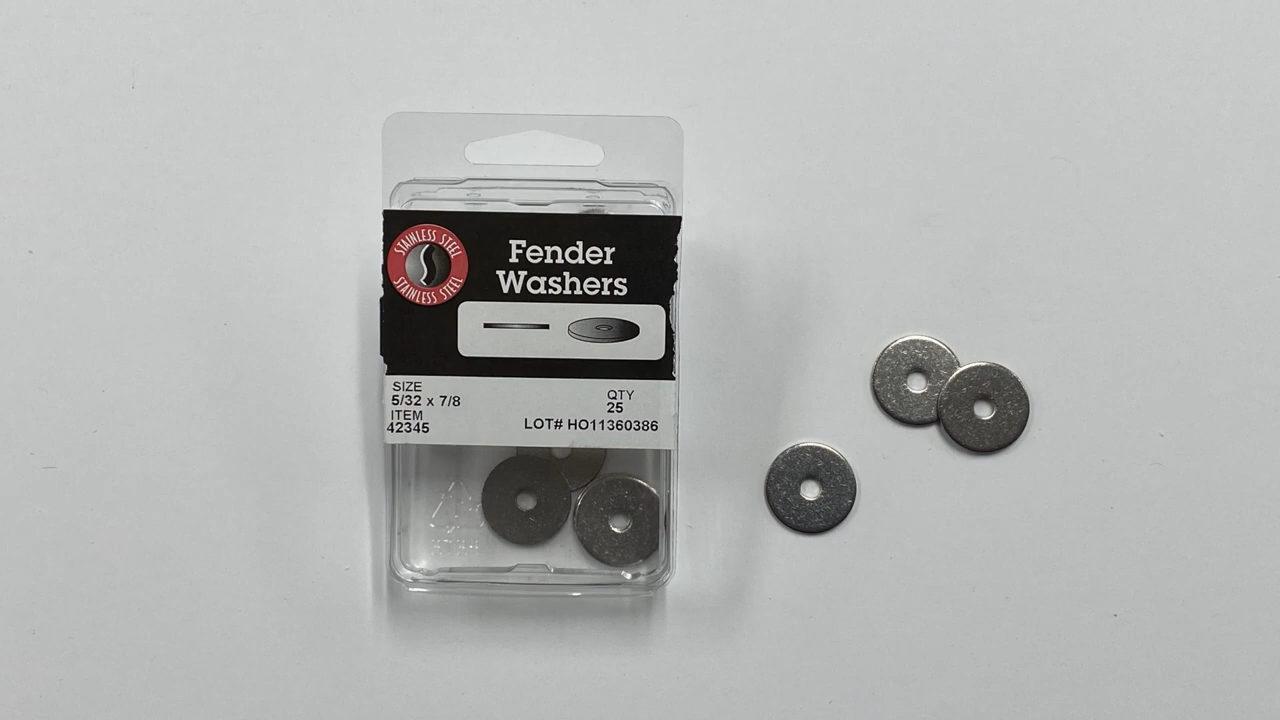 STAINLESS STEEL
STAINLESS STEEL
Fender
Washers
SIZE
5/32 x 7/8
ITEM
42345
QTY
25
LOT# HO11360386